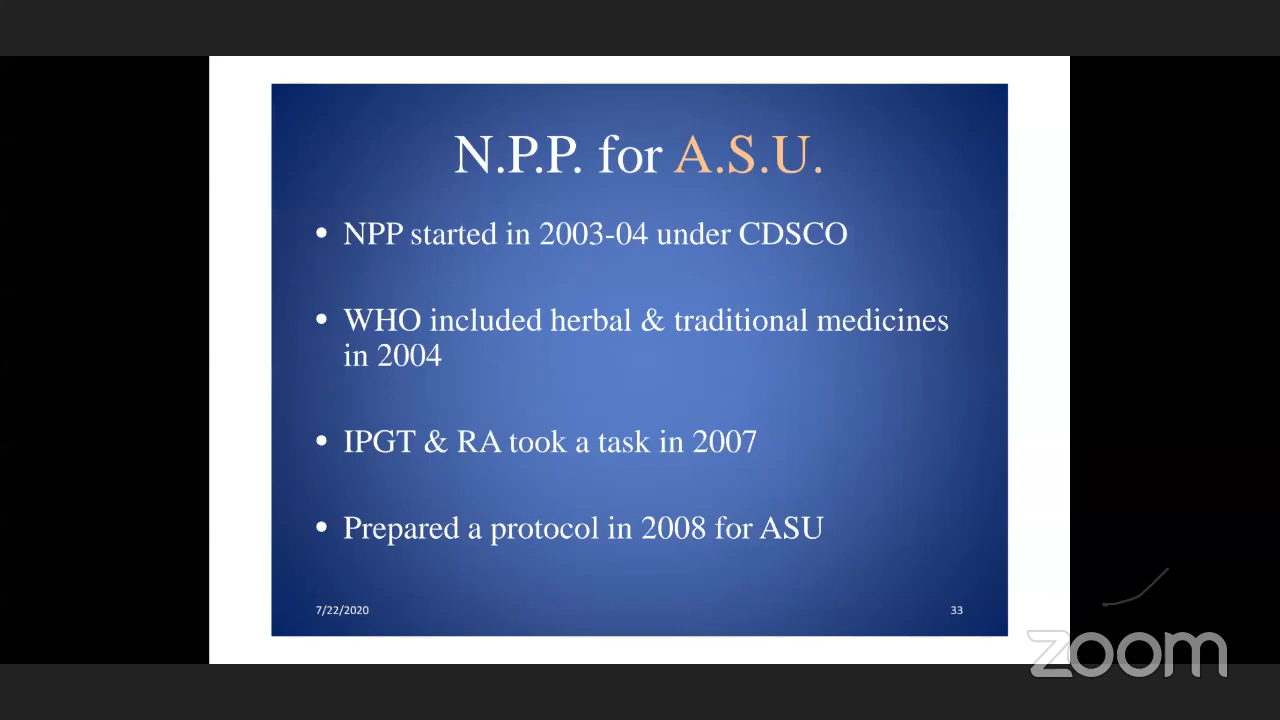 N.P.P. for A.S.U.
• NPP started in 2003-04 under CDSCO
• WHO included herbal & traditional medicines
in 2004
• IPGT & RA took a task in 2007
• Prepared a protocol in 2008 for ASU
7/22/2020
33
zoom